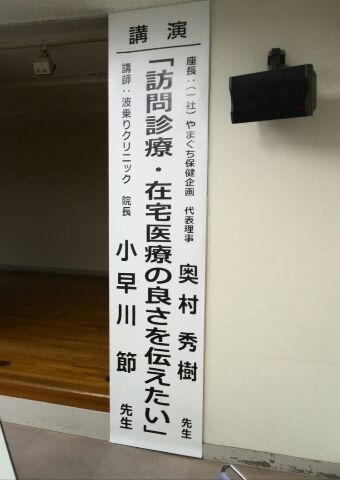 講演
座長：（一社）やまぐち保健企画 代表理事 奥村 秀樹 先生
「訪問診療・在宅医療の良さを伝えたい」
講師：波乗りクリニック 院長 小早川 節 先生